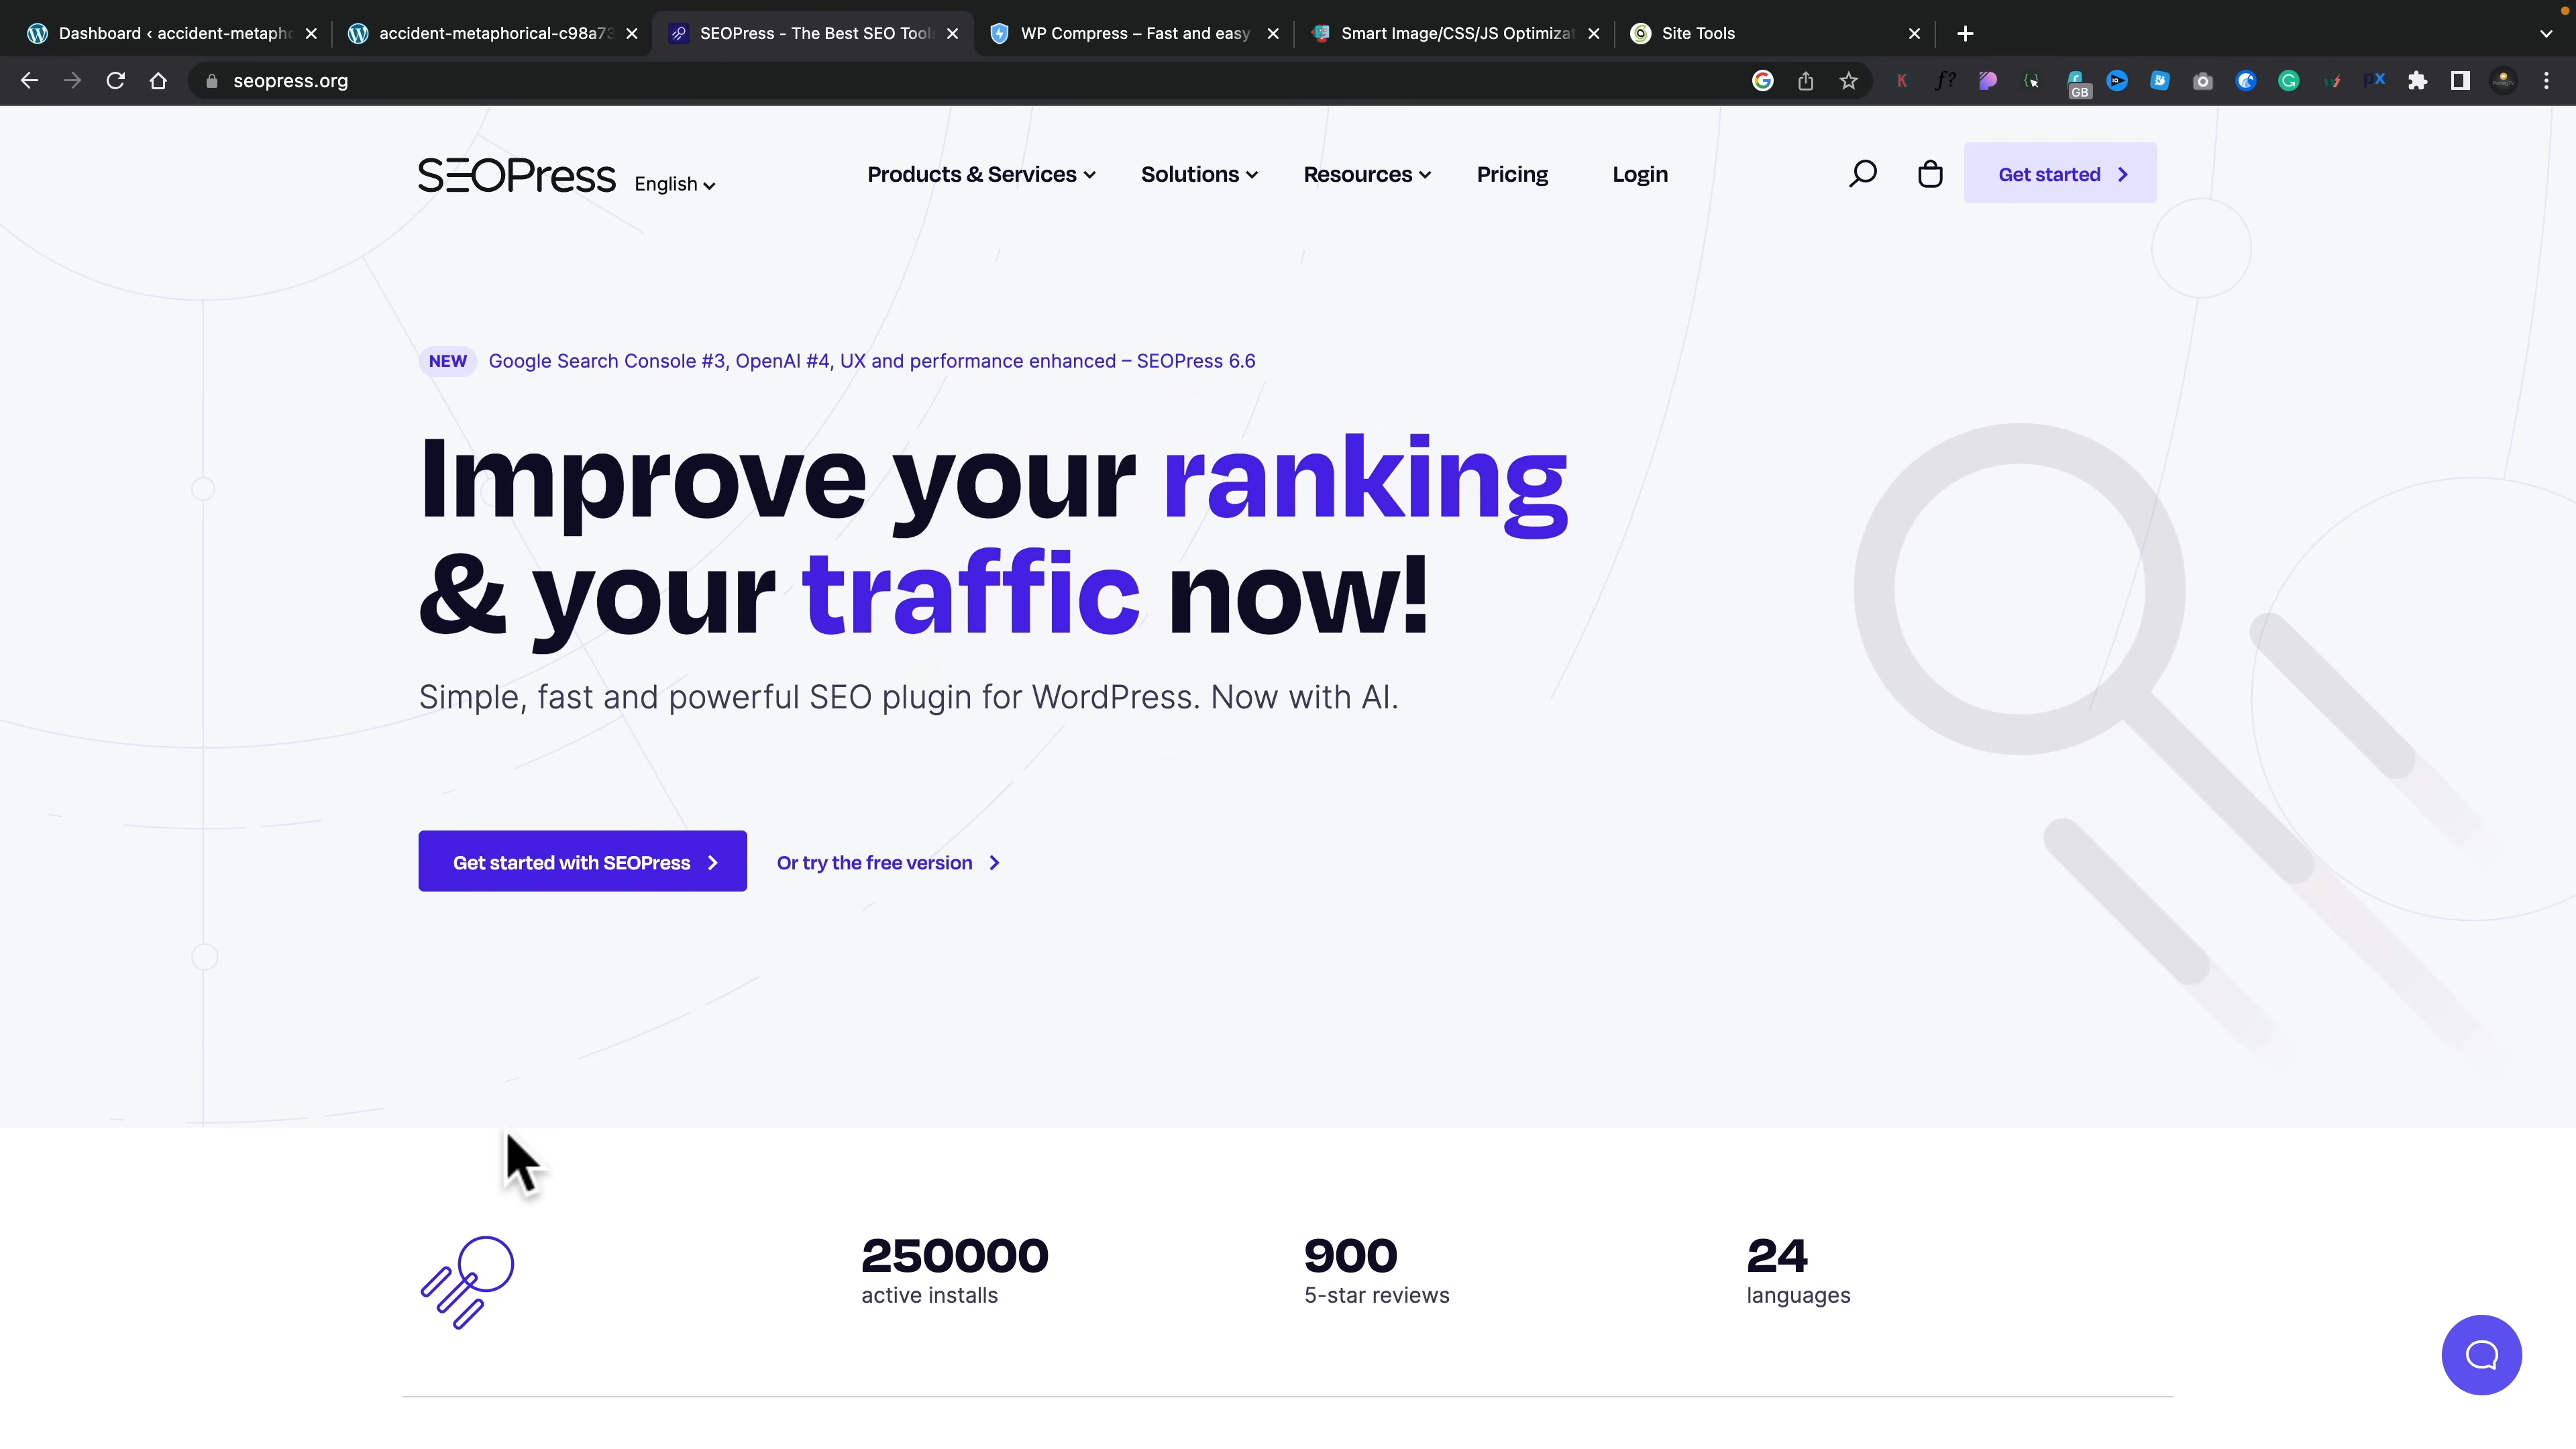 Dashboard ‹ accident-metapho
accident-metaphorical-c98a73
SEOPress - The Best SEO Tool
WP Compress – Fast and easy
Smart Image/CSS/JS Optimizat
Site Tools
seopress.org
GB
SEOPress
English
Products & Services
Solutions
Resources
Pricing
Login
Get started
NEW Google Search Console #3, OpenAI #4, UX and performance enhanced – SEOPress 6.6
Improve your ranking
& your traffic now!
Simple, fast and powerful SEO plugin for WordPress. Now with AI.
Get started with SEOPress
Or try the free version
250000
active installs
900
5-star reviews
24
languages